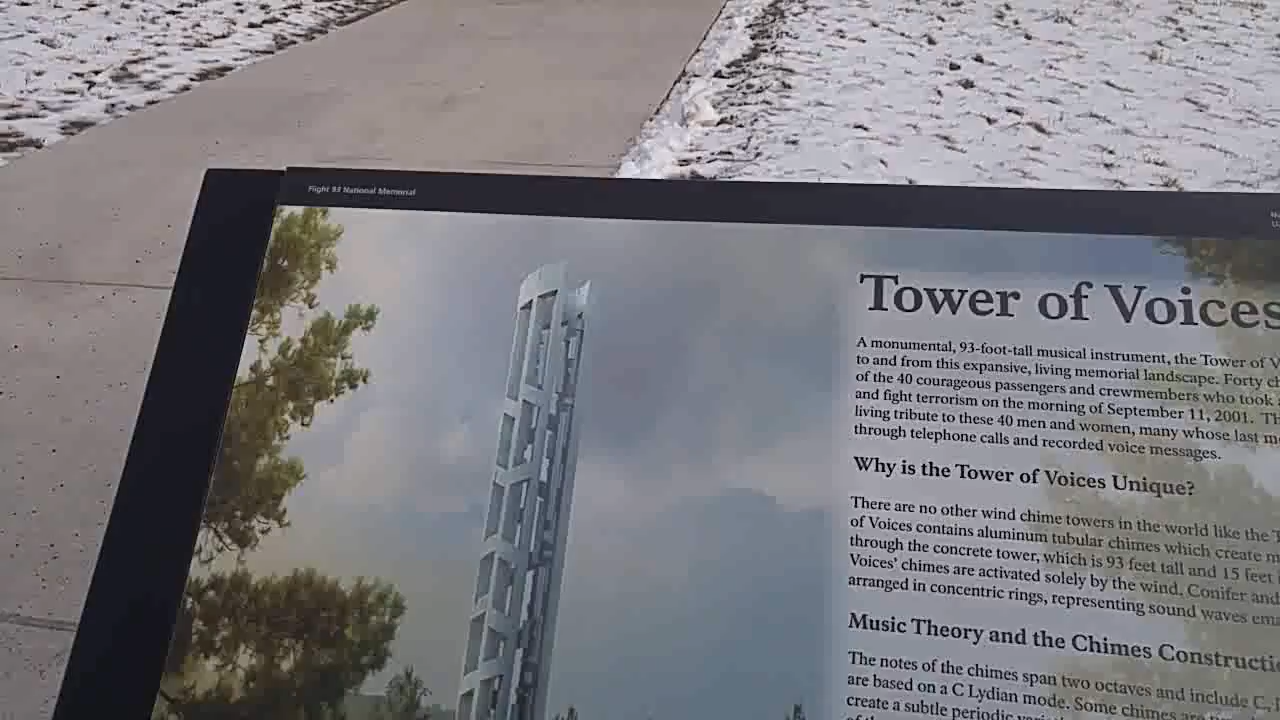 Flight 93 National Memorial
Tower of Voices
A monumental, 93-foot-tall musical instrument, the Tower of
to and from this expansive, living memorial landscape. Forty
of the 40 courageous passengers and crewmembers who took
and fight terrorism on the morning of September 11, 2001.
living tribute to these 40 men and women, many whose last
through telephone calls and recorded voice messages.
Why is the Tower of Voices Unique?
There are no other wind chime towers in the world like the
of Voices contains aluminum tubular chimes which create
through the concrete tower, which is 93 feet tall and 15 feet
Voices' chimes are activated solely by the wind. Conifer and
arranged in concentric rings, representing sound waves
Music Theory and the Chimes
The notes of the chimes span two octaves and include C,
are based on a C Lydian mode. Some chimes
create a subtle periodic